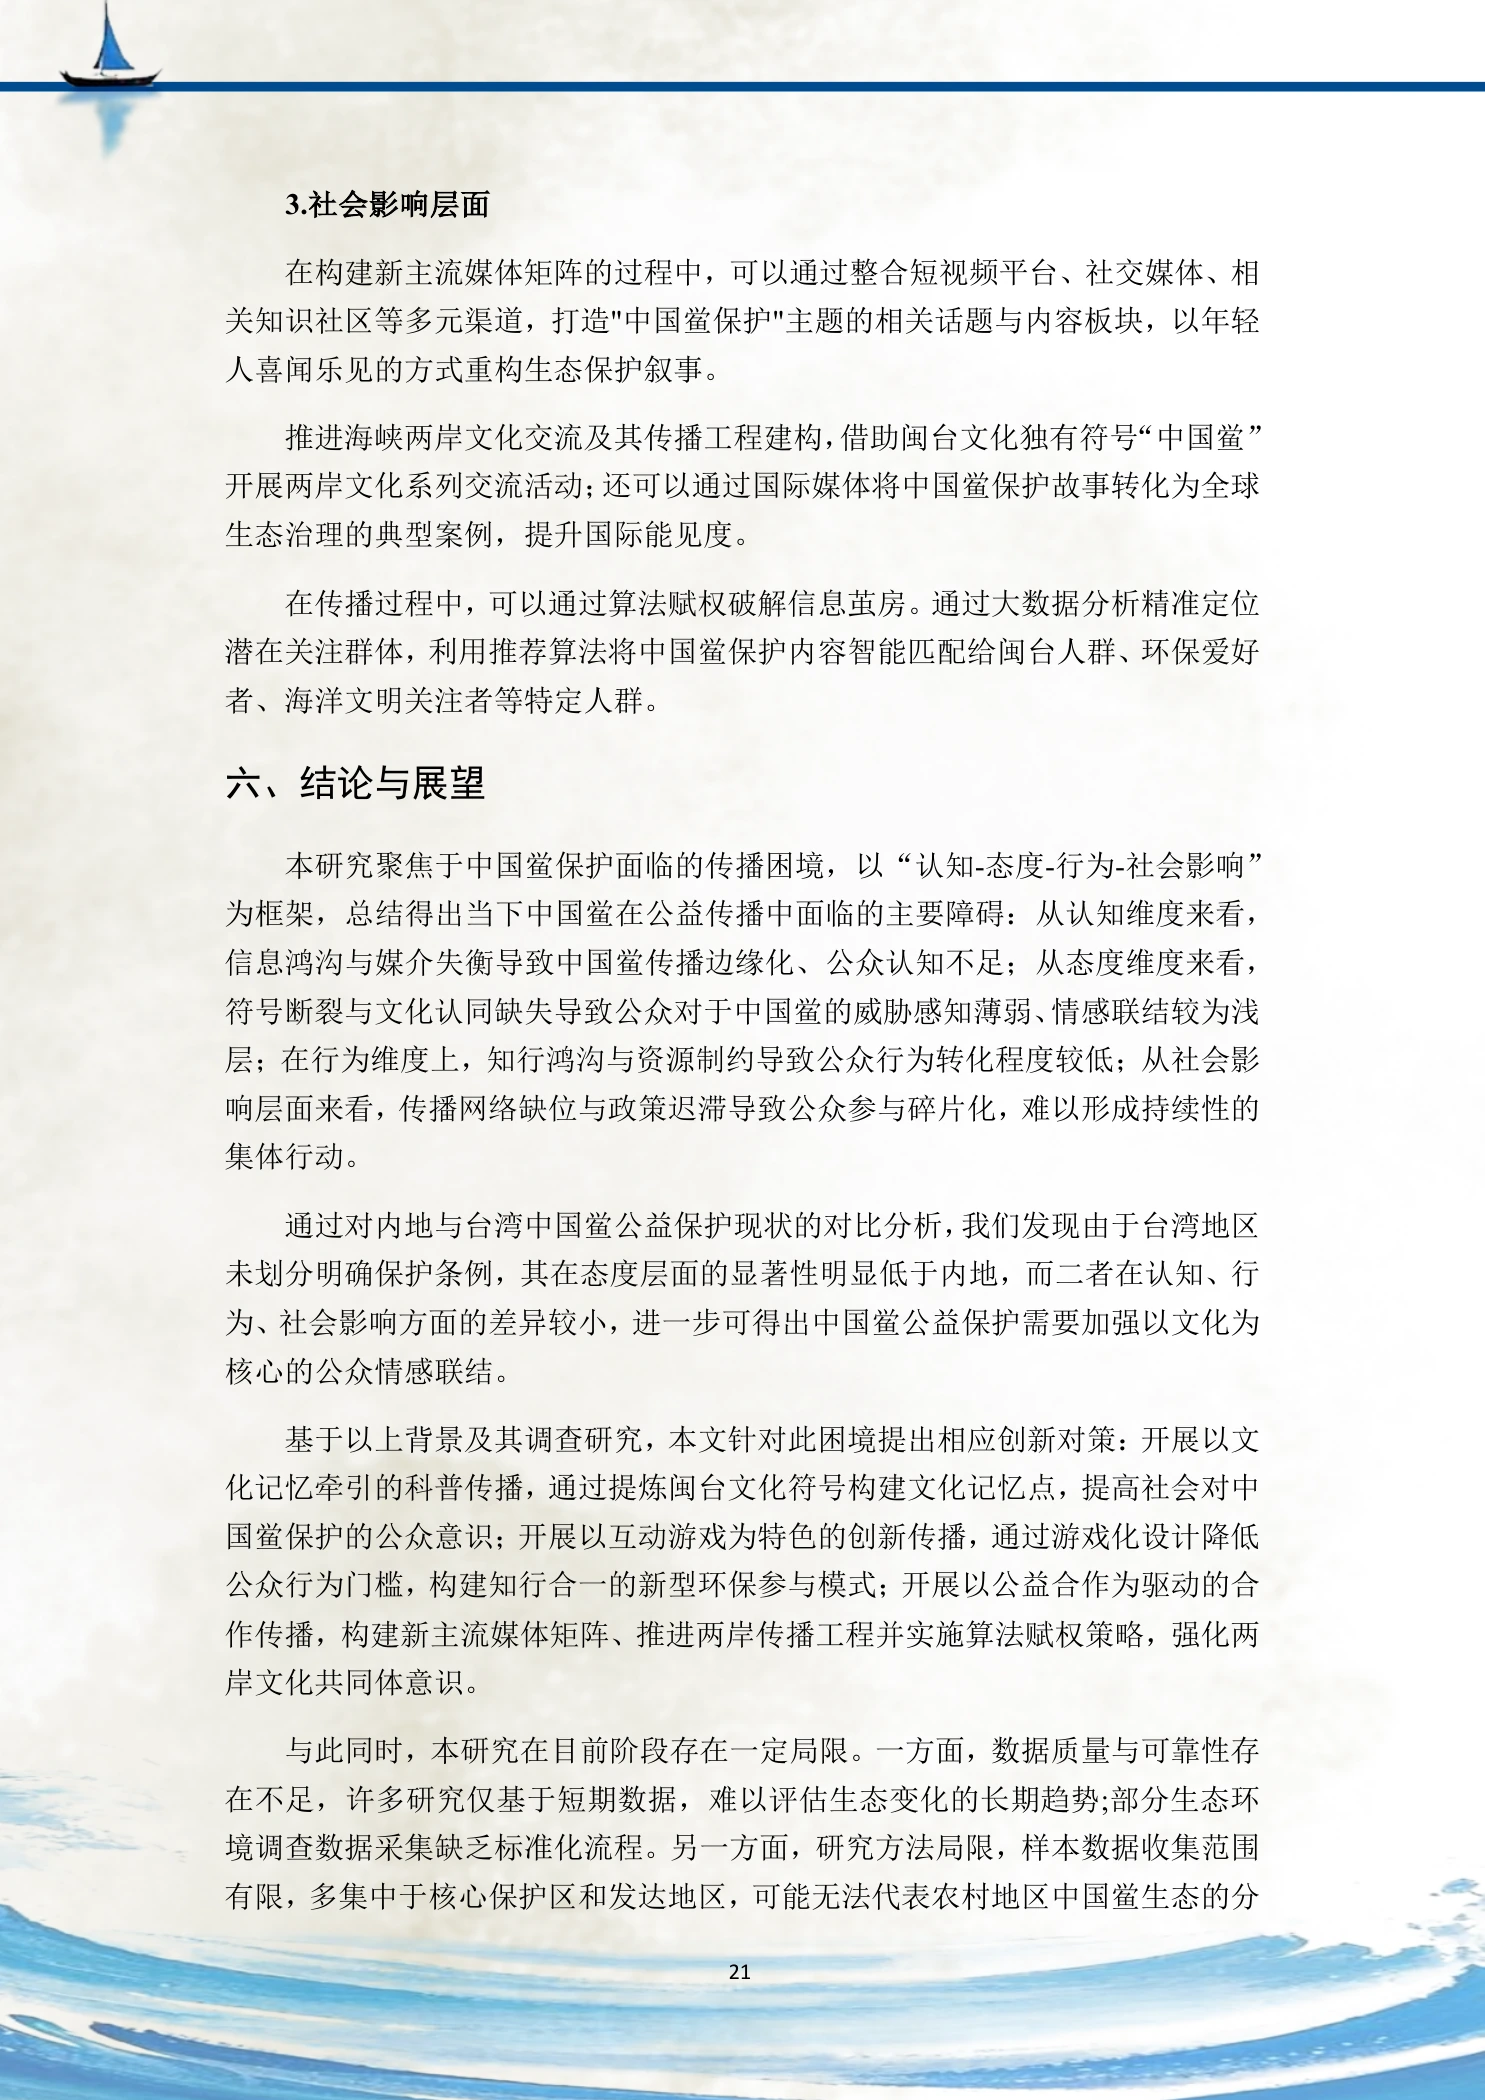 3.社会影响层面
在构建新主流媒体矩阵的过程中，可以通过整合短视频平台、社交媒体、相
关知识社区等多元渠道，打造"中国鲎保护"主题的相关话题与内容板块，以年轻
人喜闻乐见的方式重构生态保护叙事。
推进海峡两岸文化交流及其传播工程建构，借助闽台文化独有符号“中国鲎”
开展两岸文化系列交流活动；还可以通过国际媒体将中国鲎保护故事转化为全球
生态治理的典型案例，提升国际能见度。
在传播过程中，可以通过算法赋权破解信息茧房。通过大数据分析精准定位
潜在关注群体，利用推荐算法将中国鲎保护内容智能匹配给闽台人群、环保爱好
者、海洋文明关注者等特定人群。
六、结论与展望
本研究聚焦于中国鲎保护面临的传播困境，以“认知-态度-行为-社会影响”
为框架，总结得出当下中国鲎在公益传播中面临的主要障碍：从认知维度来看，
信息鸿沟与媒介失衡导致中国鲎传播边缘化、公众认知不足；从态度维度来看，
符号断裂与文化认同缺失导致公众对于中国鲎的威胁感知薄弱、情感联结较为浅
层；在行为维度上，知行鸿沟与资源制约导致公众行为转化程度较低；从社会影
响层面来看，传播网络缺位与政策迟滞导致公众参与碎片化，难以形成持续性的
集体行动。
通过对内地与台湾中国鲎公益保护现状的对比分析，我们发现由于台湾地区
未划分明确保护条例，其在态度层面的显著性明显低于内地，而二者在认知、行
为、社会影响方面的差异较小，进一步可得出中国鲎公益保护需要加强以文化为
核心的公众情感联结。
基于以上背景及其调查研究，本文针对此困境提出相应创新对策：开展以文
化记忆牵引的科普传播，通过提炼闽台文化符号构建文化记忆点，提高社会对中
国鲎保护的公众意识；开展以互动游戏为特色的创新传播，通过游戏化设计降低
公众行为门槛，构建知行合一的新型环保参与模式；开展以公益合作为驱动的合
作传播，构建新主流媒体矩阵、推进两岸传播工程并实施算法赋权策略，强化两
岸文化共同体意识。
与此同时，本研究在目前阶段存在一定局限。一方面，数据质量与可靠性存
在不足，许多研究仅基于短期数据，难以评估生态变化的长期趋势;部分生态环
境调查数据采集缺乏标准化流程。另一方面，研究方法局限，样本数据收集范围
有限，多集中于核心保护区和发达地区，可能无法代表农村地区中国鲎生态的分
21